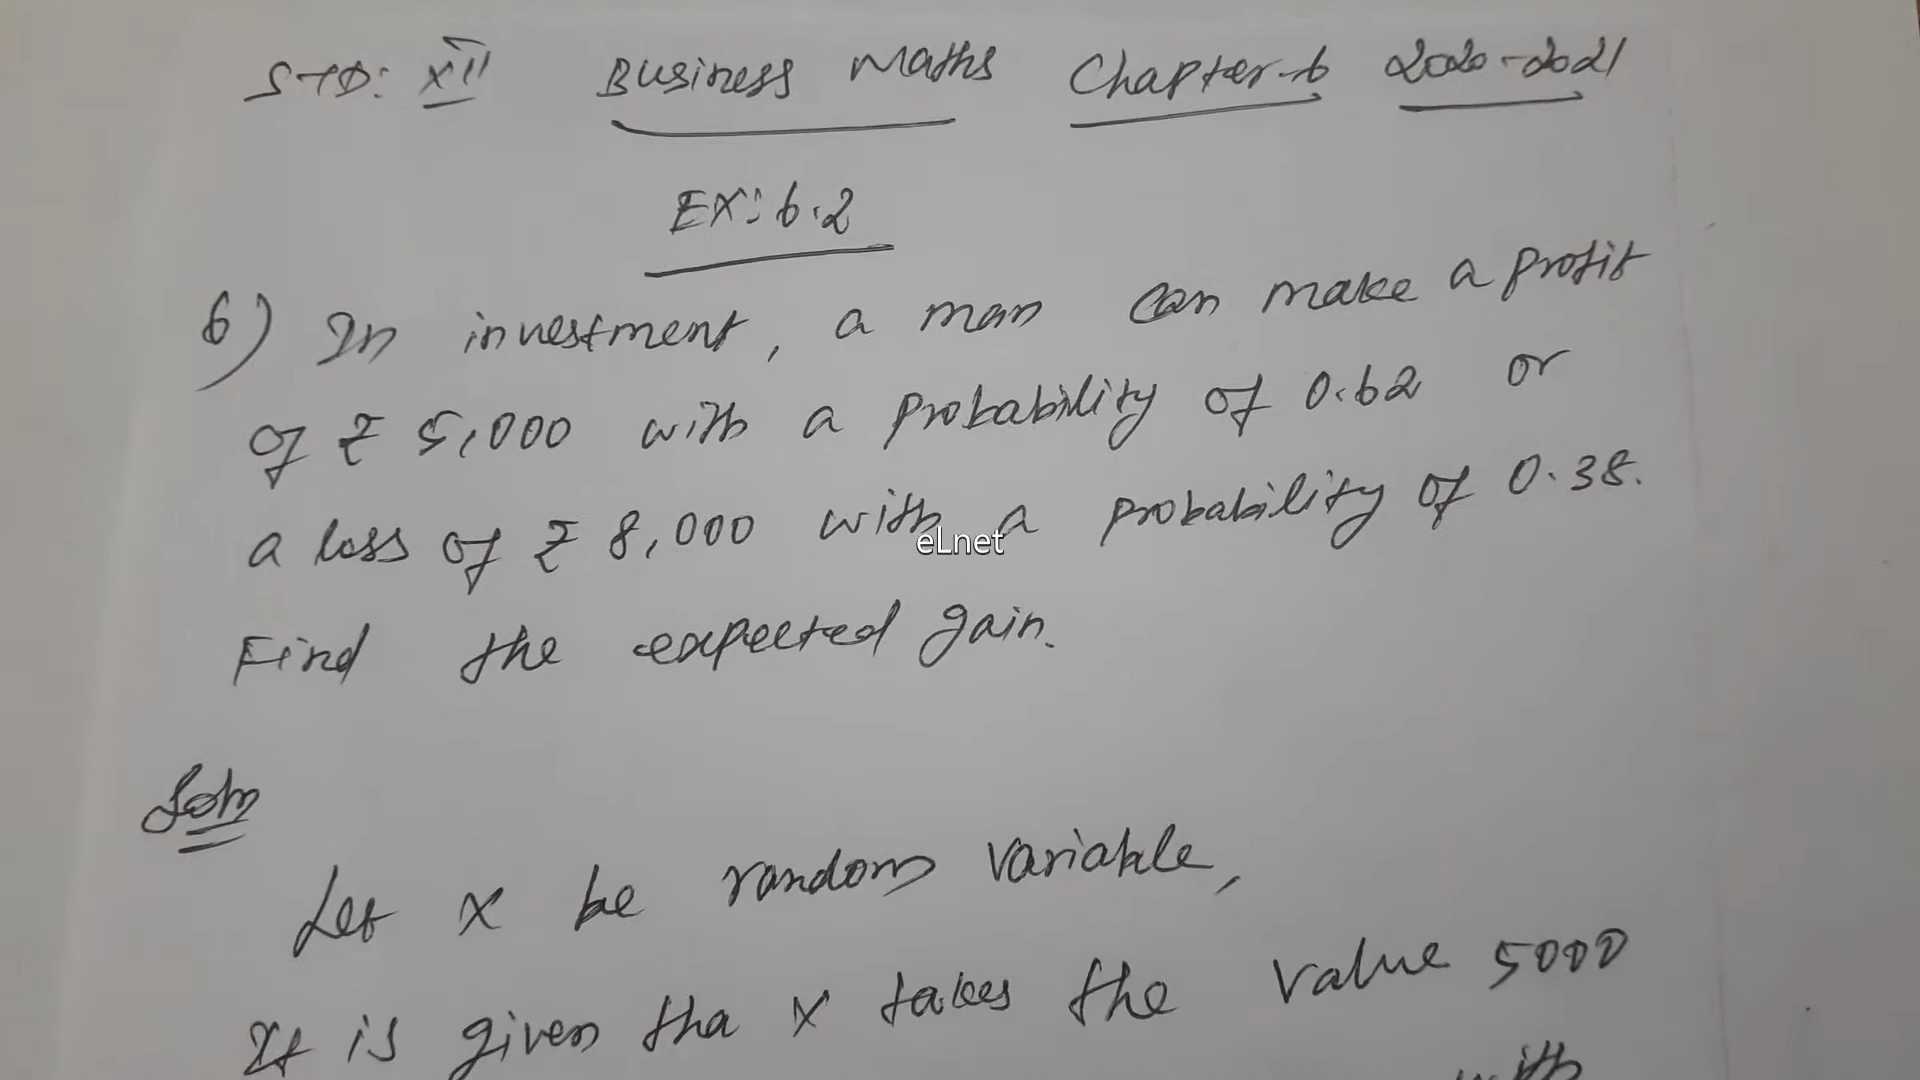 STD: XII Business Maths Chapter-6 2020-2021
EX: 6.2
6) In investment, a man can make a profit
of ₹ 5,000 with a probability of 0.62 or
a loss of ₹ 8,000 with a probability of 0.38.
eLnet
Find the expected gain.
Soln
Let X be random variable,
It is given tha X takes the value 5000
with